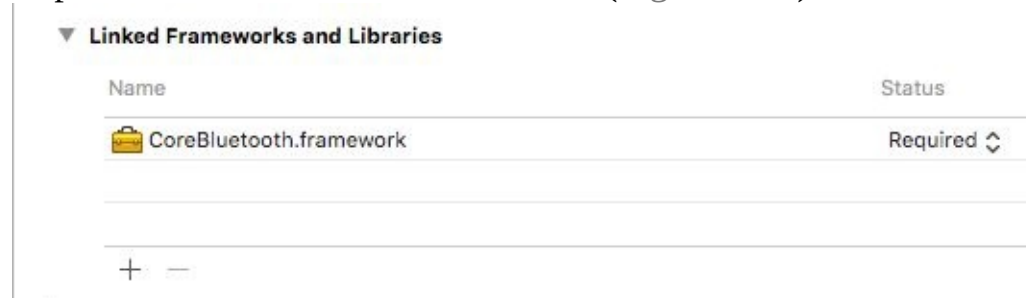 Linked Frameworks and Libraries
Name Status
CoreBluetooth.framework Required